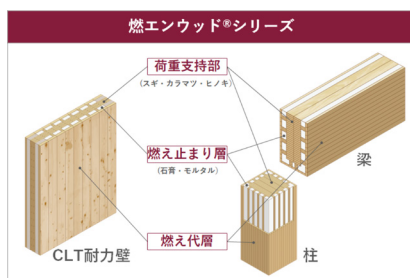 燃エンウッド®シリーズ
荷重支持部
(スギ・カラマツ・ヒノキ)
燃え止まり層
(石膏・モルタル)
梁
燃え代層
CLT耐力壁
柱